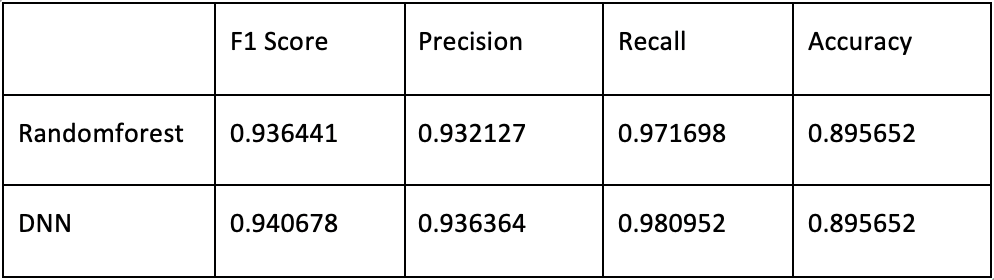 F1 Score Precision Recall Accuracy
Randomforest 0.936441 0.932127 0.971698 0.895652
DNN 0.940678 0.936364 0.980952 0.895652